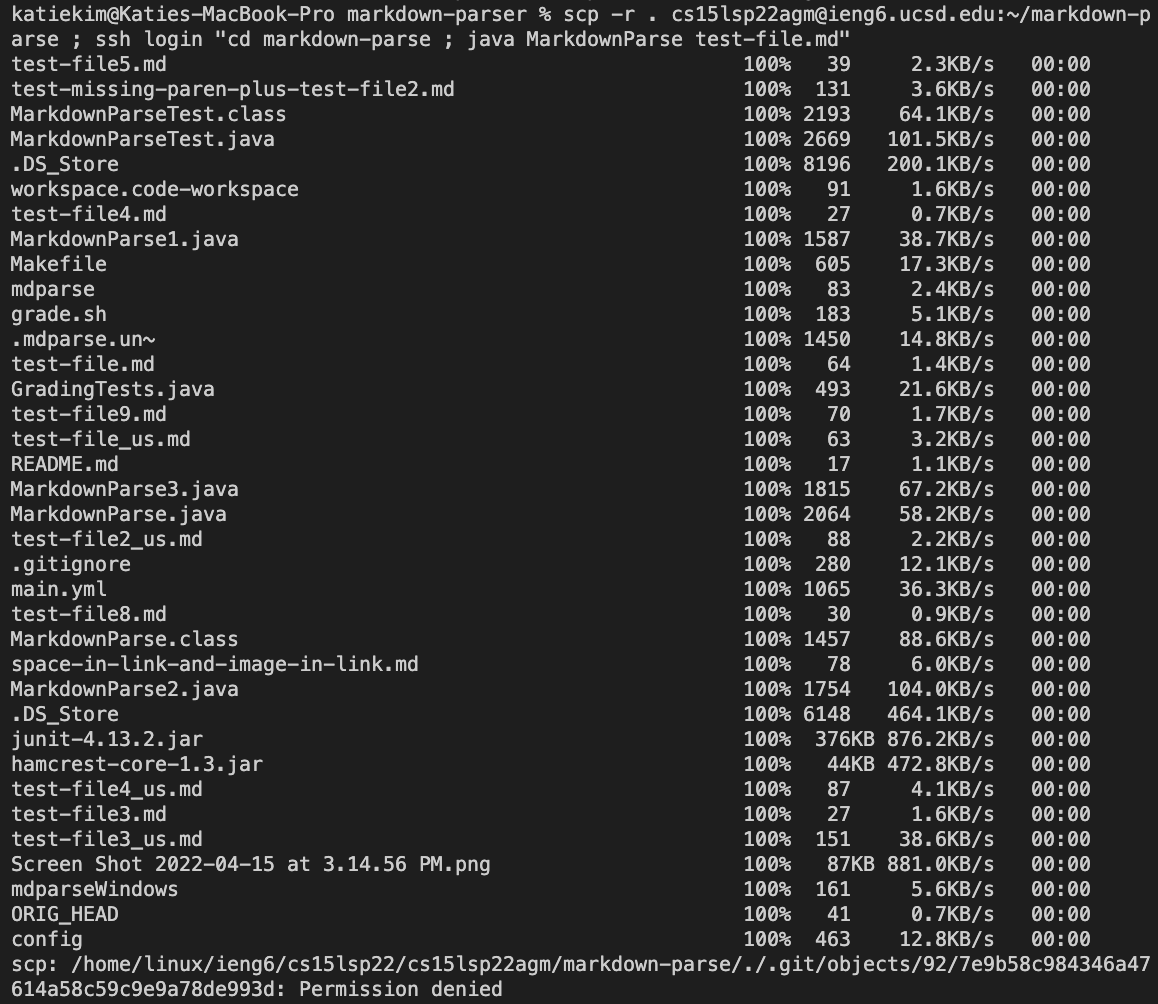 katiekim@Katies-MacBook-Pro markdown-parser % scp -r . cs15lsp22agm@ieng6.ucsd.edu:~/markdown-p
arse ; ssh login "cd markdown-parse ; java MarkdownParse test-file.md"
test-file5.md 100% 39 2.3KB/s 00:00
test-missing-paren-plus-test-file2.md 100% 131 3.6KB/s 00:00
MarkdownParseTest.class 100% 2193 64.1KB/s 00:00
MarkdownParseTest.java 100% 2669 101.5KB/s 00:00
.DS_Store 100% 8196 200.1KB/s 00:00
workspace.code-workspace 100% 91 1.6KB/s 00:00
test-file4.md 100% 27 0.7KB/s 00:00
MarkdownParse1.java 100% 1587 38.7KB/s 00:00
Makefile 100% 605 17.3KB/s 00:00
mdparse 100% 83 2.4KB/s 00:00
grade.sh 100% 183 5.1KB/s 00:00
.mdparse.un~ 100% 1450 14.8KB/s 00:00
test-file.md 100% 64 1.4KB/s 00:00
GradingTests.java 100% 493 21.6KB/s 00:00
test-file9.md 100% 70 1.7KB/s 00:00
test-file_us.md 100% 63 3.2KB/s 00:00
README.md 100% 17 1.1KB/s 00:00
MarkdownParse3.java 100% 1815 67.2KB/s 00:00
MarkdownParse.java 100% 2064 58.2KB/s 00:00
test-file2_us.md 100% 88 2.2KB/s 00:00
.gitignore 100% 280 12.1KB/s 00:00
main.yml 100% 1065 36.3KB/s 00:00
test-file8.md 100% 30 0.9KB/s 00:00
MarkdownParse.class 100% 1457 88.6KB/s 00:00
space-in-link-and-image-in-link.md 100% 78 6.0KB/s 00:00
MarkdownParse2.java 100% 1754 104.0KB/s 00:00
.DS_Store 100% 6148 464.1KB/s 00:00
junit-4.13.2.jar 100% 376KB 876.2KB/s 00:00
hamcrest-core-1.3.jar 100% 44KB 472.8KB/s 00:00
test-file4_us.md 100% 87 4.1KB/s 00:00
test-file3.md 100% 27 1.6KB/s 00:00
test-file3_us.md 100% 151 38.6KB/s 00:00
Screen Shot 2022-04-15 at 3.14.56 PM.png 100% 87KB 881.0KB/s 00:00
mdparseWindows 100% 161 5.6KB/s 00:00
ORIG_HEAD 100% 41 0.7KB/s 00:00
config 100% 463 12.8KB/s 00:00
scp: /home/linux/ieng6/cs15lsp22/cs15lsp22agm/markdown-parse/./.git/objects/92/7e9b58c984346a47
614a58c59c9e9a78de993d: Permission denied